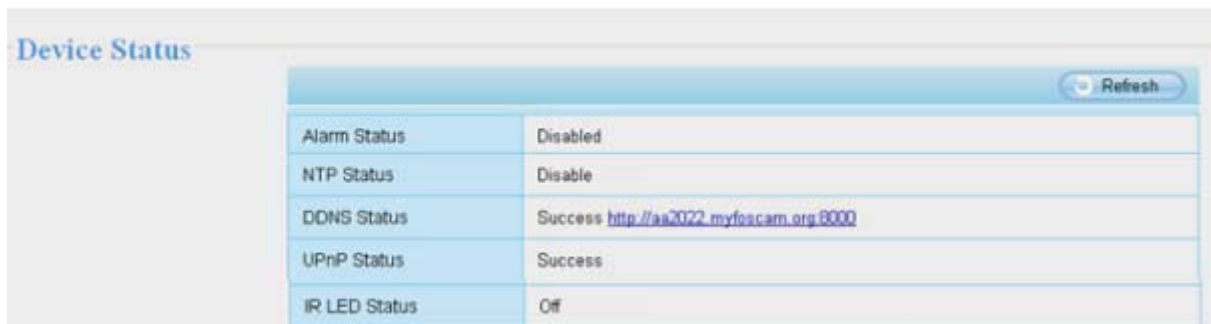 Device Status
Refresh
Alarm Status Disabled
NTP Status Disable
DDNS Status Success http://aa2022.myfoscam.org:8000
UPnP Status Success
IR LED Status Off